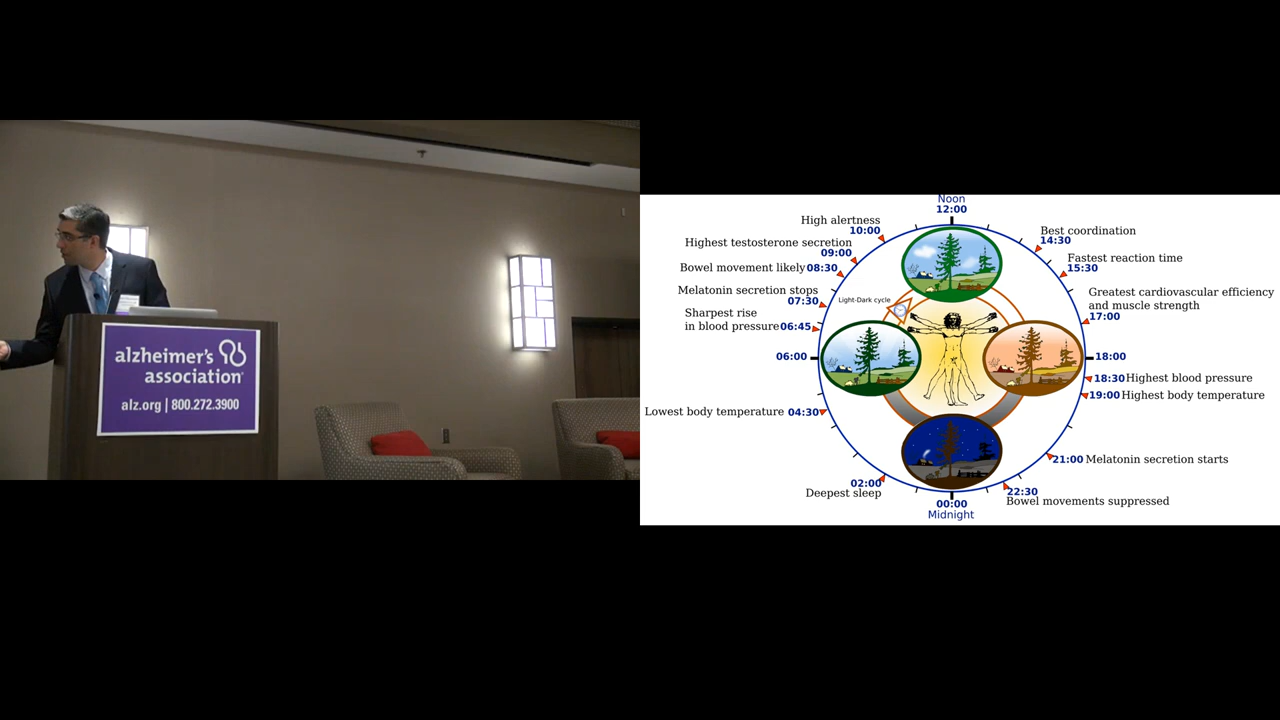 alzheimer's
association®
alz.org | 800.272.3900
Noon
12:00
High alertness
10:00
Highest testosterone secretion
09:00
Bowel movement likely 08:30
Melatonin secretion stops
07:30
Sharpest rise
in blood pressure 06:45
06:00
Lowest body temperature 04:30
02:00
Deepest sleep
00:00
Midnight
Light-Dark cycle
Best coordination
14:30
Fastest reaction time
15:30
Greatest cardiovascular efficiency
and muscle strength
17:00
18:00
18:30 Highest blood pressure
19:00 Highest body temperature
21:00 Melatonin secretion starts
22:30
Bowel movements suppressed